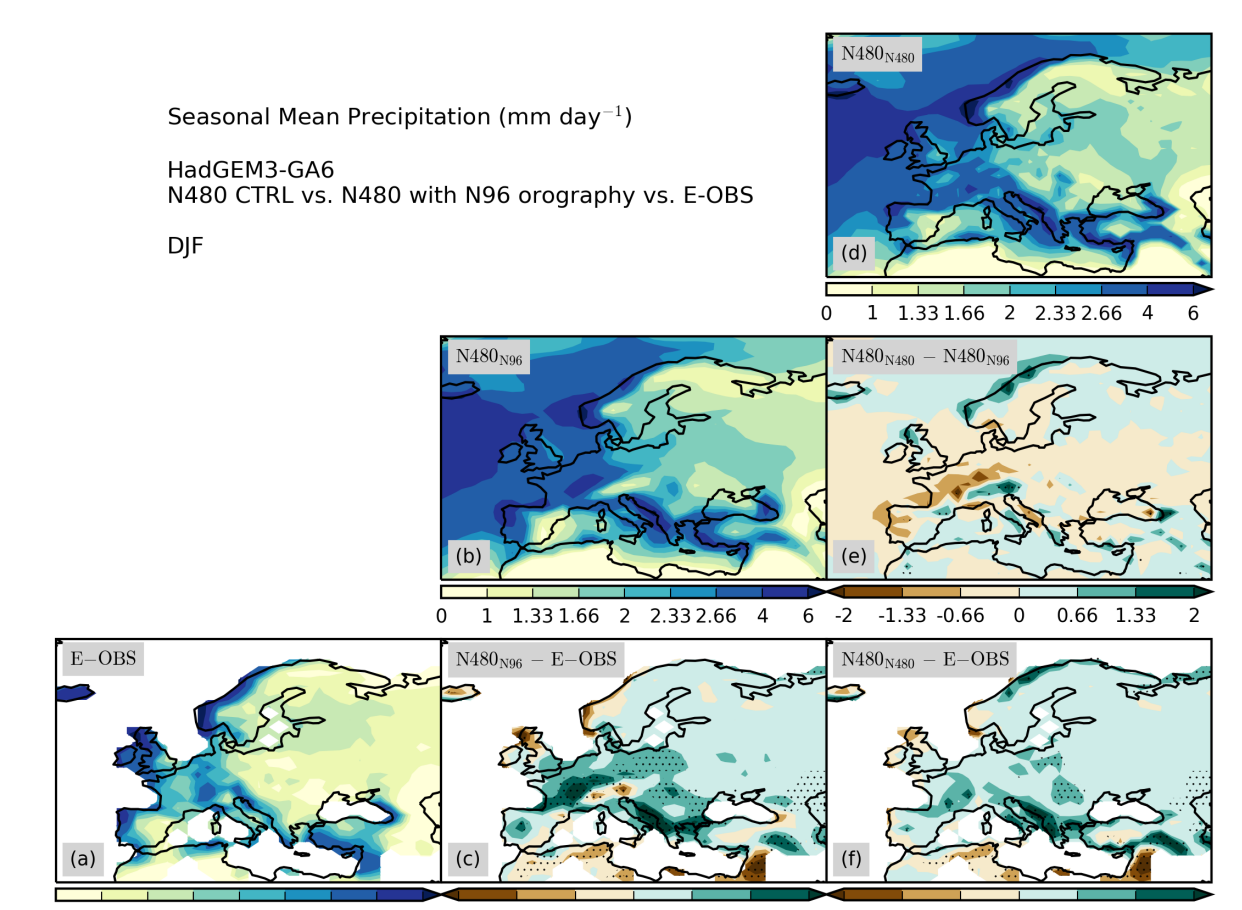 Seasonal Mean Precipitation (mm day⁻¹)
HadGEM3-GA6
N480 CTRL vs. N480 with N96 orography vs. E-OBS
DJF
N480N480
(d)
0 1 1.33 1.66 2 2.33 2.66 4 6
N480N96
(b)
0 1 1.33 1.66 2 2.33 2.66 4 6
N480N480 − N480N96
(e)
-2 -1.33 -0.66 0 0.66 1.33 2
E−OBS
(a)
N480N96 − E−OBS
(c)
N480N480 − E−OBS
(f)